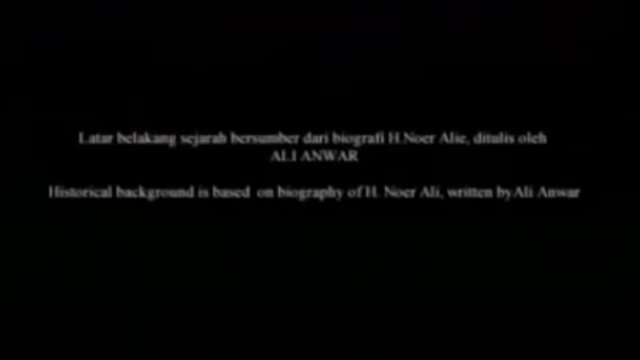 Latar belakang sejarah bersumber dari biografi H.Noer Alie, ditulis oleh
ALI ANWAR
Historical background is based on biography of H. Noer Ali, written byAli Anwar